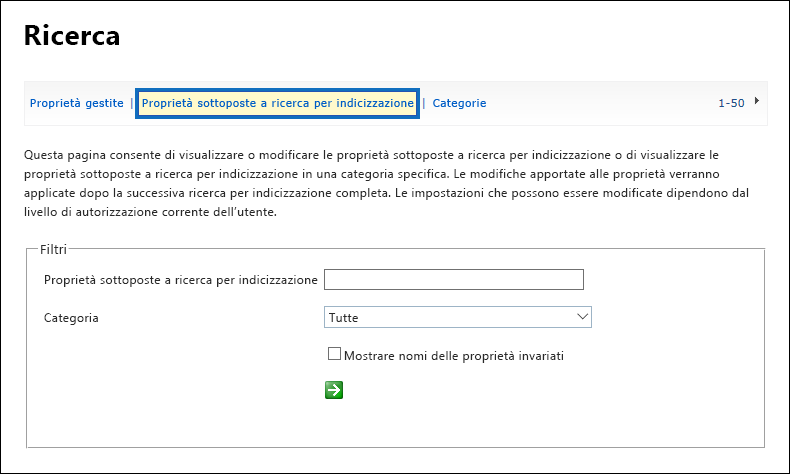 Ricerca
Proprietà gestite | Proprietà sottoposte a ricerca per indicizzazione | Categorie 1-50
Questa pagina consente di visualizzare o modificare le proprietà sottoposte a ricerca per indicizzazione o di visualizzare le
proprietà sottoposte a ricerca per indicizzazione in una categoria specifica. Le modifiche apportate alle proprietà verranno
applicate dopo la successiva ricerca per indicizzazione completa. Le impostazioni che possono essere modificate dipendono dal
livello di autorizzazione corrente dell'utente.
Filtri
Proprietà sottoposte a ricerca per indicizzazione
Categoria Tutte
Mostrare nomi delle proprietà invariati